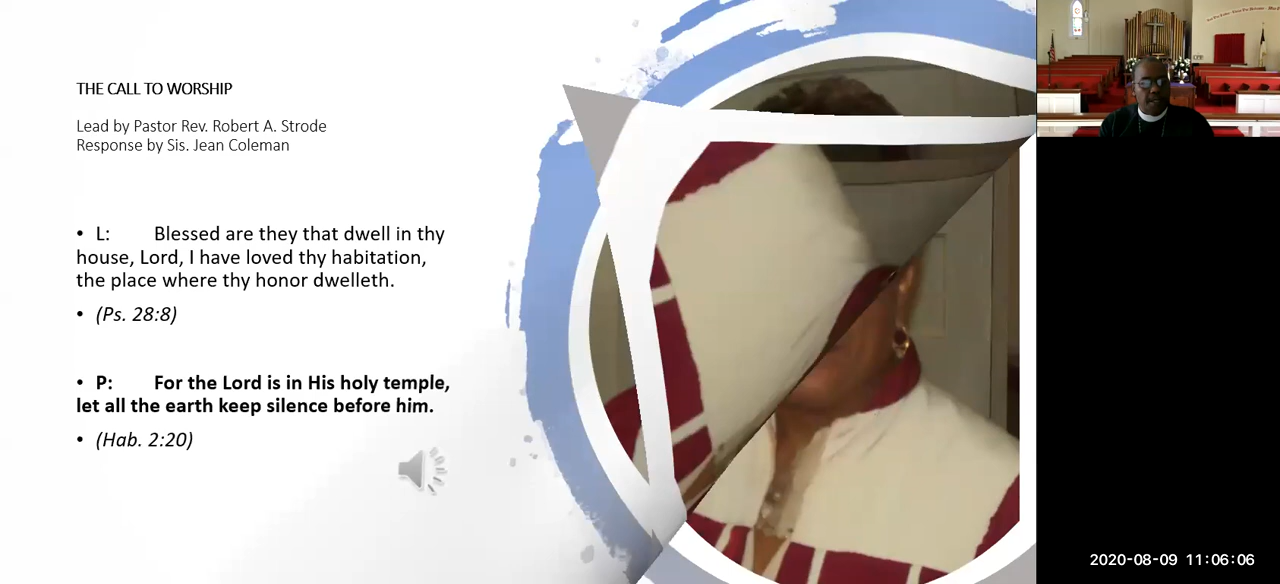 THE CALL TO WORSHIP
Lead by Pastor Rev. Robert A. Strode
Response by Sis. Jean Coleman
• L: Blessed are they that dwell in thy
house, Lord, I have loved thy habitation,
the place where thy honor dwelleth.
• (Ps. 28:8)
• P: For the Lord is in His holy temple,
let all the earth keep silence before him.
• (Hab. 2:20)
2020-08-09 11:06:06